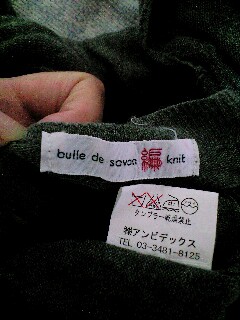 bulle de savon 編 knit
タンブラー乾燥禁止
㈱アンビデックス
TEL 03-3481-8125